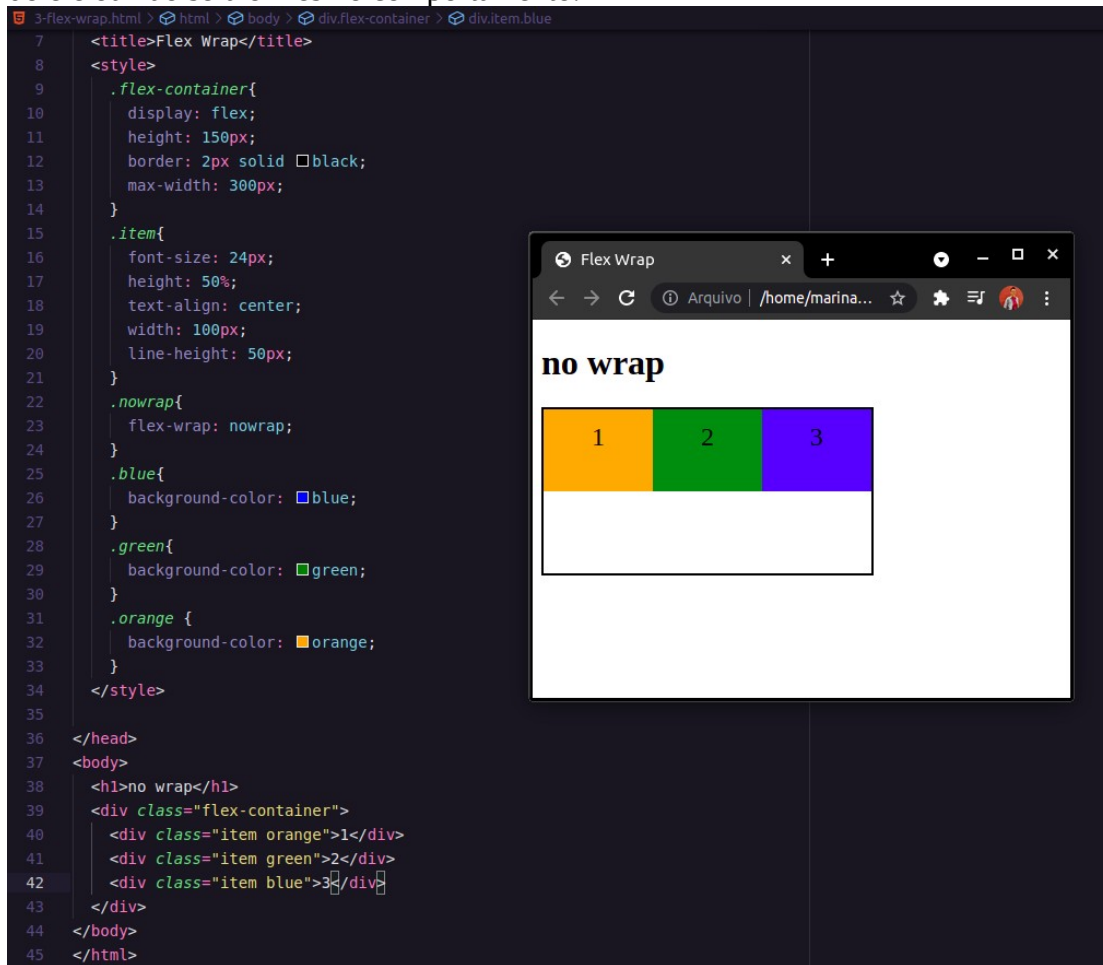 3-flex-wrap.html > html > body > div.flex-container > div.item.blue
7 <title>Flex Wrap</title>
8 <style>
9 .flex-container{
10 display: flex;
11 height: 150px;
12 border: 2px solid black;
13 max-width: 300px;
14 }
15 .item{
16 font-size: 24px;
17 height: 50%;
18 text-align: center;
19 width: 100px;
20 line-height: 50px;
21 }
22 .nowrap{
23 flex-wrap: nowrap;
24 }
25 .blue{
26 background-color: blue;
27 }
28 .green{
29 background-color: green;
30 }
31 .orange {
32 background-color: orange;
33 }
34 </style>
35
36 </head>
37 <body>
38 <h1>no wrap</h1>
39 <div class="flex-container">
40 <div class="item orange">1</div>
41 <div class="item green">2</div>
42 <div class="item blue">3</div>
43 </div>
44 </body>
45 </html>
Flex Wrap
Arquivo | /home/marina...
no wrap
1 2 3